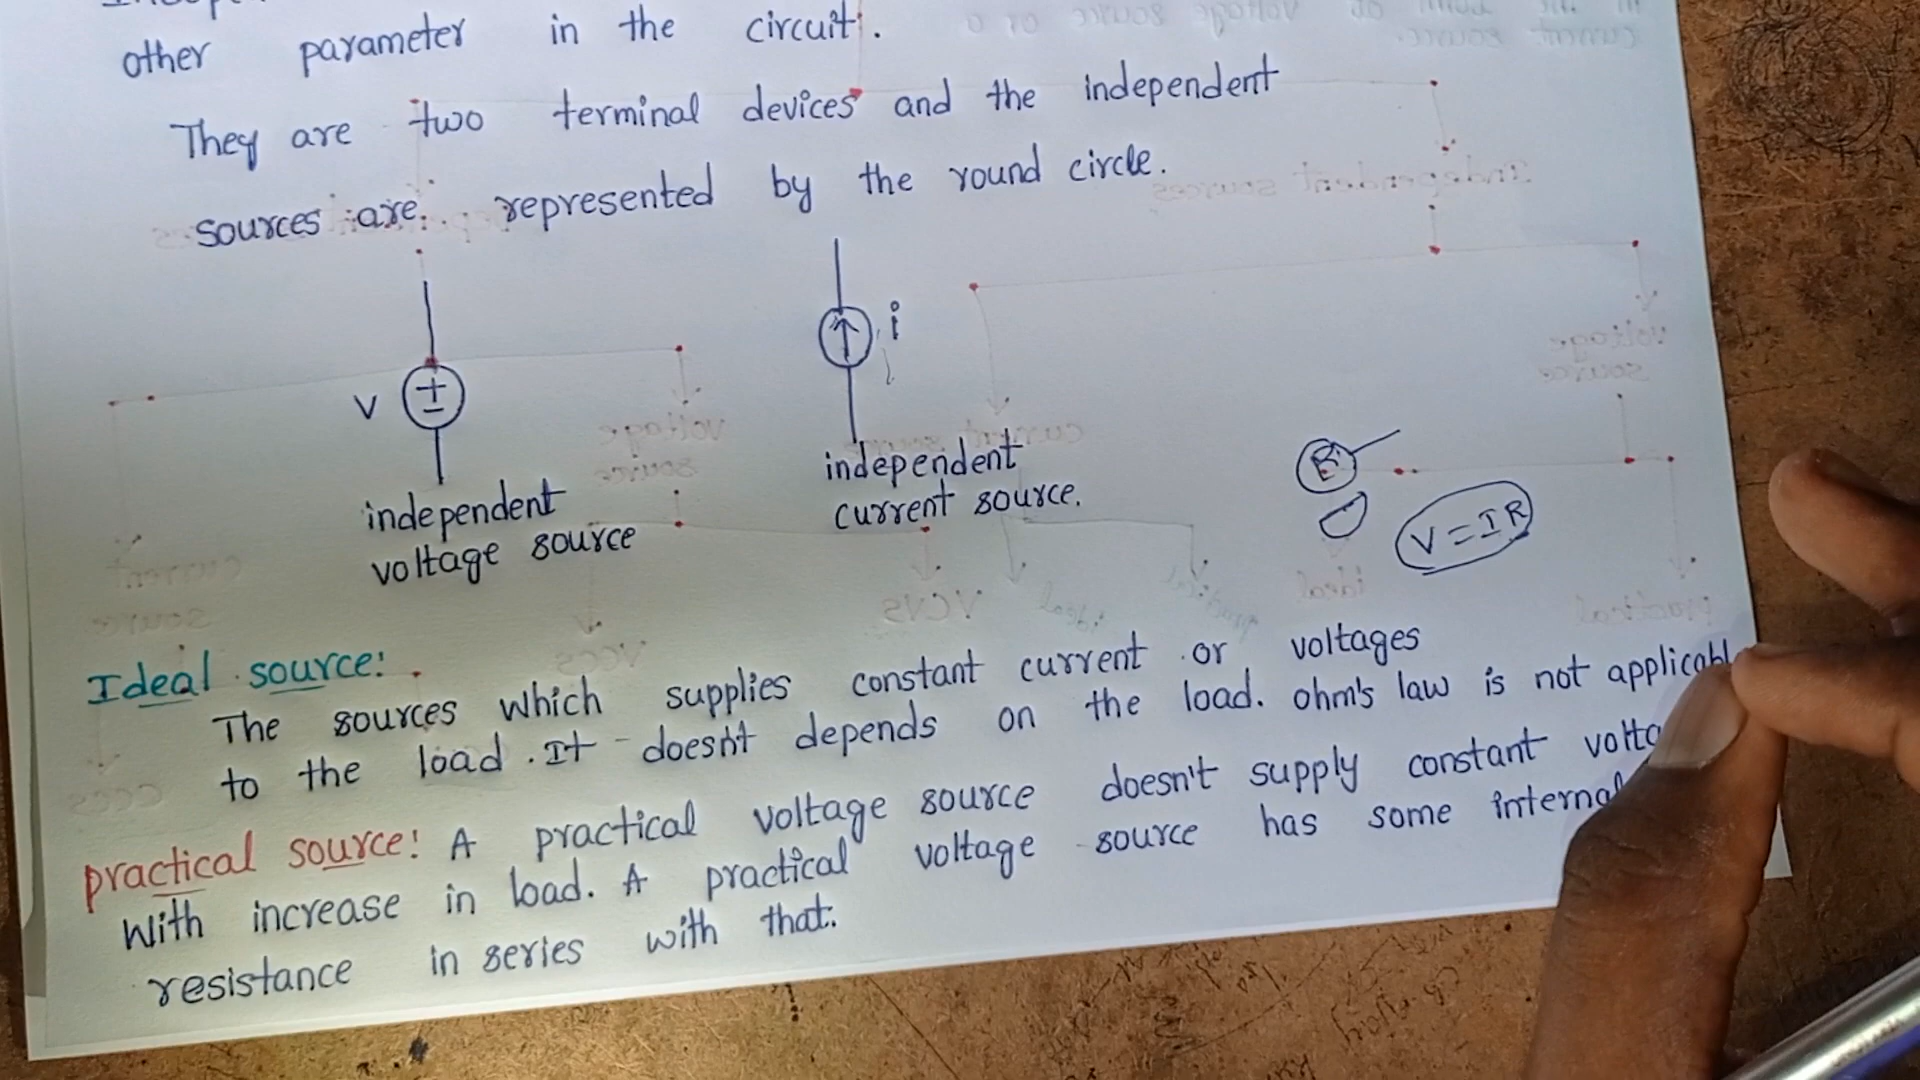 other parameter in the circuit.
They are two terminal devices and the independent
sources are represented by the round circle.
V + -
i
independent
voltage source
independent
current source.
R
V = IR
Ideal source:
The sources which supplies constant current or voltages
to the load. It doesn't depends on the load. ohm's law is not
practical source: A practical voltage source doesn't supply constant
With increase in load. A practical voltage source has some
resistance in series with that.